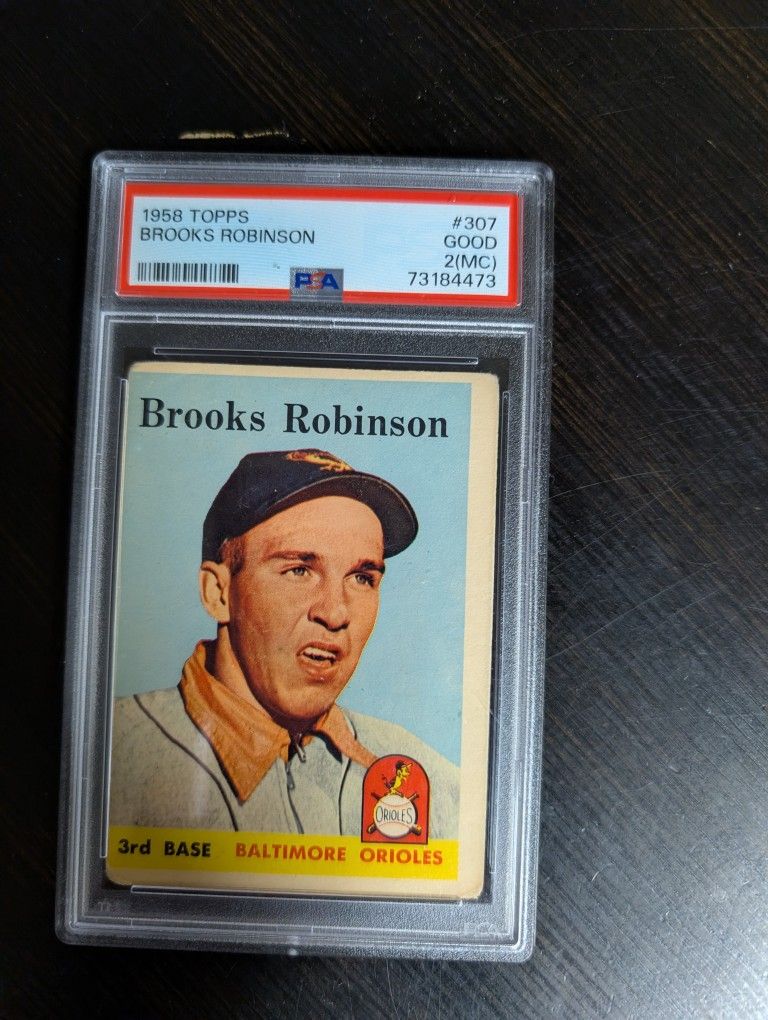 1958 TOPPS #307
BROOKS ROBINSON GOOD
2(MC)
PSA 73184473
Brooks Robinson
ORIOLES
3rd BASE BALTIMORE ORIOLES